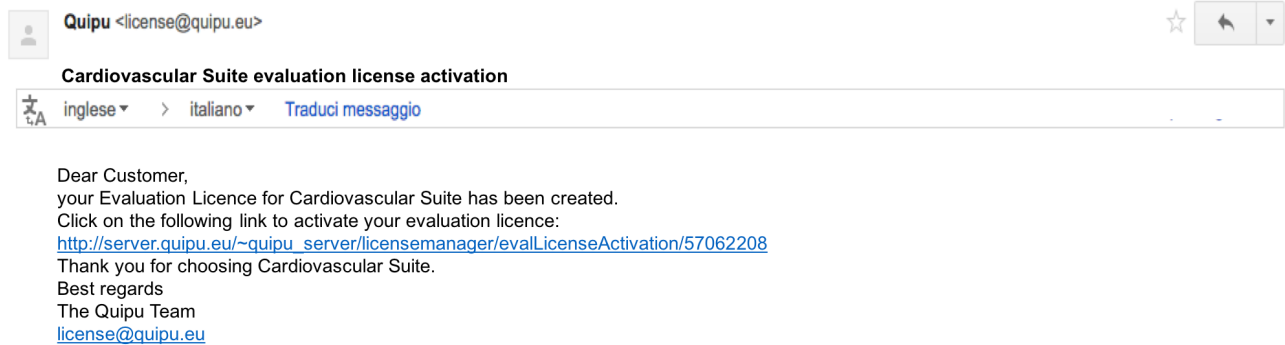 Quipu <license@quipu.eu>
Cardiovascular Suite evaluation license activation
inglese > italiano Traduci messaggio
Dear Customer,
your Evaluation Licence for Cardiovascular Suite has been created.
Click on the following link to activate your evaluation licence:
http://server.quipu.eu/~quipu_server/licensemanager/evalLicenseActivation/57062208
Thank you for choosing Cardiovascular Suite.
Best regards
The Quipu Team
license@quipu.eu